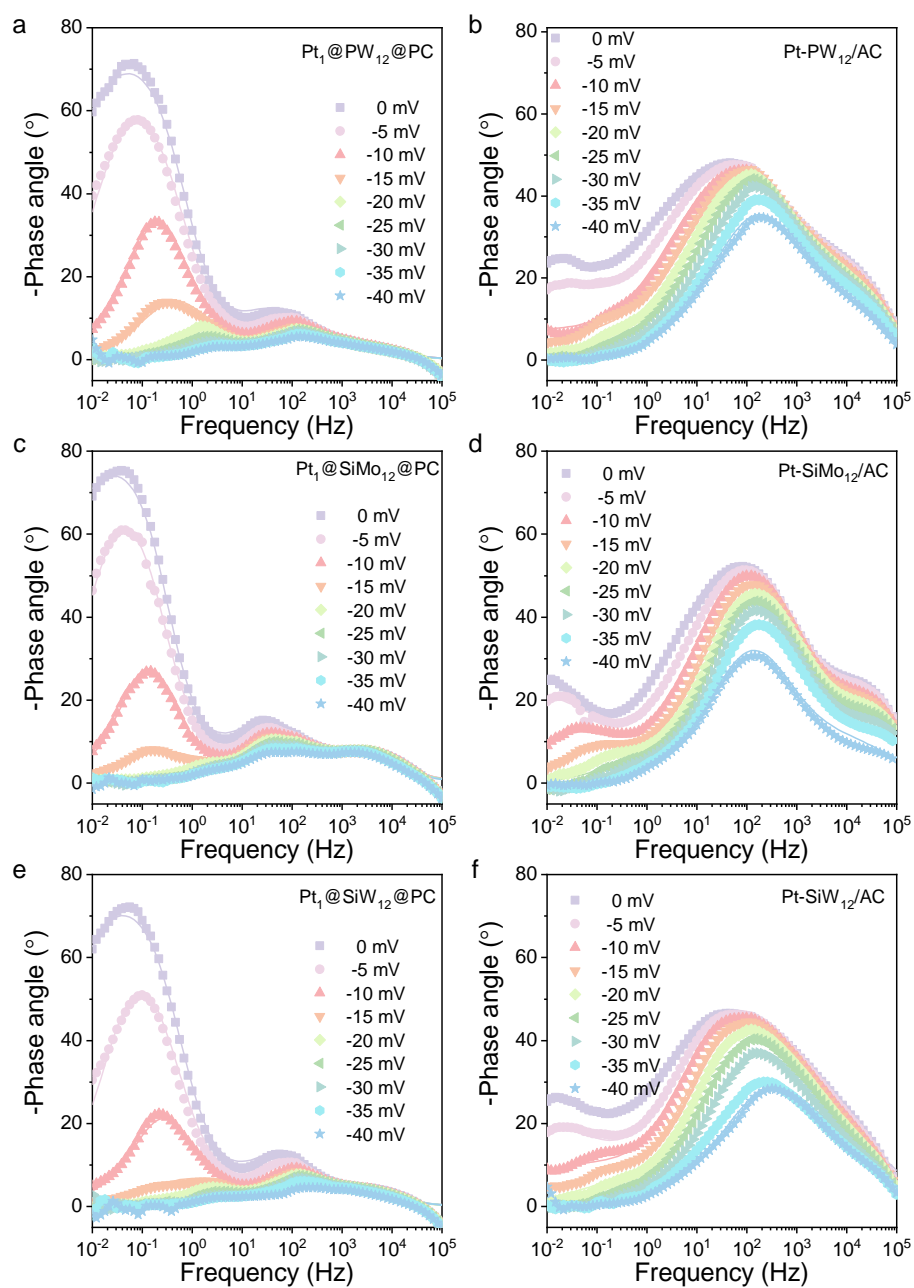 a
Pt₁@PW₁₂@PC
80
60
40
20
0
-Phase angle (°)
0 mV
-5 mV
-10 mV
-15 mV
-20 mV
-25 mV
-30 mV
-35 mV
-40 mV
10⁻² 10⁻¹ 10⁰ 10¹ 10² 10³ 10⁴ 10⁵
Frequency (Hz)
b
Pt-PW₁₂/AC
80
60
40
20
0
-Phase angle (°)
0 mV
-5 mV
-10 mV
-15 mV
-20 mV
-25 mV
-30 mV
-35 mV
-40 mV
10⁻² 10⁻¹ 10⁰ 10¹ 10² 10³ 10⁴ 10⁵
Frequency (Hz)
c
Pt₁@SiMo₁₂@PC
80
60
40
20
0
-Phase angle (°)
0 mV
-5 mV
-10 mV
-15 mV
-20 mV
-25 mV
-30 mV
-35 mV
-40 mV
10⁻² 10⁻¹ 10⁰ 10¹ 10² 10³ 10⁴ 10⁵
Frequency (Hz)
d
Pt-SiMo₁₂/AC
80
60
40
20
0
-Phase angle (°)
0 mV
-5 mV
-10 mV
-15 mV
-20 mV
-25 mV
-30 mV
-35 mV
-40 mV
10⁻² 10⁻¹ 10⁰ 10¹ 10² 10³ 10⁴ 10⁵
Frequency (Hz)
e
Pt₁@SiW₁₂@PC
80
60
40
20
0
-Phase angle (°)
0 mV
-5 mV
-10 mV
-15 mV
-20 mV
-25 mV
-30 mV
-35 mV
-40 mV
10⁻² 10⁻¹ 10⁰ 10¹ 10² 10³ 10⁴ 10⁵
Frequency (Hz)
f
Pt-SiW₁₂/AC
80
60
40
20
0
-Phase angle (°)
0 mV
-5 mV
-10 mV
-15 mV
-20 mV
-25 mV
-30 mV
-35 mV
-40 mV
10⁻² 10⁻¹ 10⁰ 10¹ 10² 10³ 10⁴ 10⁵
Frequency (Hz)